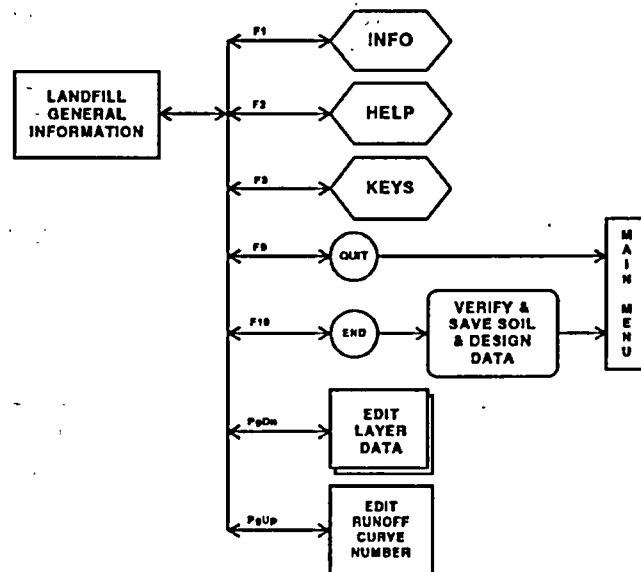 F1
INFO
LANDFILL
GENERAL
INFORMATION
F2
HELP
F3
KEYS
F9
QUIT
MAIN MENU
F10
END
VERIFY &
SAVE SOIL
& DESIGN
DATA
PgDn
EDIT
LAYER
DATA
PgUp
EDIT
RUNOFF
CURVE
NUMBER